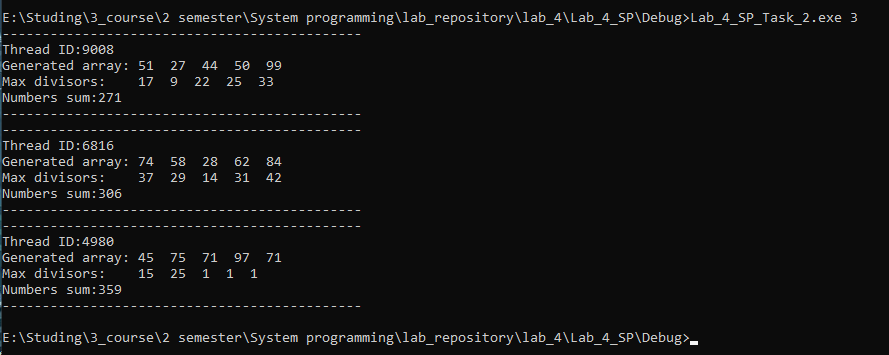 E:\Studing\3_course\2 semester\System programming\lab_repository\lab_4\Lab_4_SP\Debug>Lab_4_SP_Task_2.exe 3
---------------------------------------------
Thread ID:9008
Generated array: 51  27  44  50  99
Max divisors:    17  9  22  25  33
Numbers sum:271
---------------------------------------------
---------------------------------------------
Thread ID:6816
Generated array: 74  58  28  62  84
Max divisors:    37  29  14  31  42
Numbers sum:306
---------------------------------------------
---------------------------------------------
Thread ID:4980
Generated array: 45  75  71  97  71
Max divisors:    15  25  1  1  1
Numbers sum:359
---------------------------------------------
E:\Studing\3_course\2 semester\System programming\lab_repository\lab_4\Lab_4_SP\Debug>